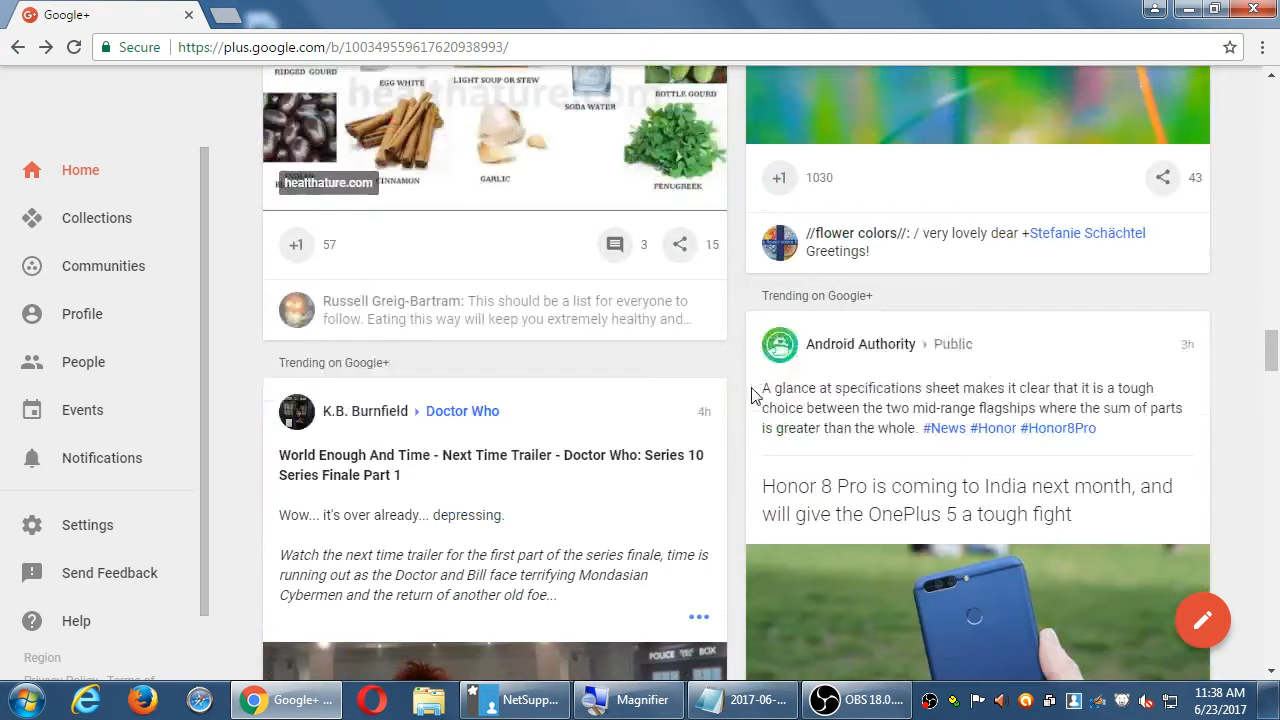 Google+
Secure
https://plus.google.com/b/100349559617620938993/
Home
Collections
Communities
Profile
People
Events
Notifications
Settings
Send Feedback
Help
Region
Privacy Policy - Terms of
RIDGED GOURD
EGG WHITE
LIGHT SOUP OR STEW
SODA WATER
BOTTLE GOURD
healthature.com
healthature.com
CINNAMON
GARLIC
FENUGREEK
+1 57 3 15
Russell Greig-Bartram: This should be a list for everyone to
follow. Eating this way will keep you extremely healthy and...
Trending on Google+
K.B. Burnfield Doctor Who 4h
World Enough And Time - Next Time Trailer - Doctor Who: Series 10
Series Finale Part 1
Wow... it's over already... depressing.
Watch the next time trailer for the first part of the series finale, time is
running out as the Doctor and Bill face terrifying Mondasian
Cybermen and the return of another old foe...
POLICE BOX
+1 1030 43
//flower colors//: / very lovely dear +Stefanie Schächtel
Greetings!
Trending on Google+
Android Authority Public 3h
A glance at specifications sheet makes it clear that it is a tough
choice between the two mid-range flagships where the sum of parts
is greater than the whole. #News #Honor #Honor8Pro
Honor 8 Pro is coming to India next month, and
will give the OnePlus 5 a tough fight
Google+ ...
NetSupp...
Magnifier
2017-06-...
OBS 18.0....
11:38 AM
6/23/2017